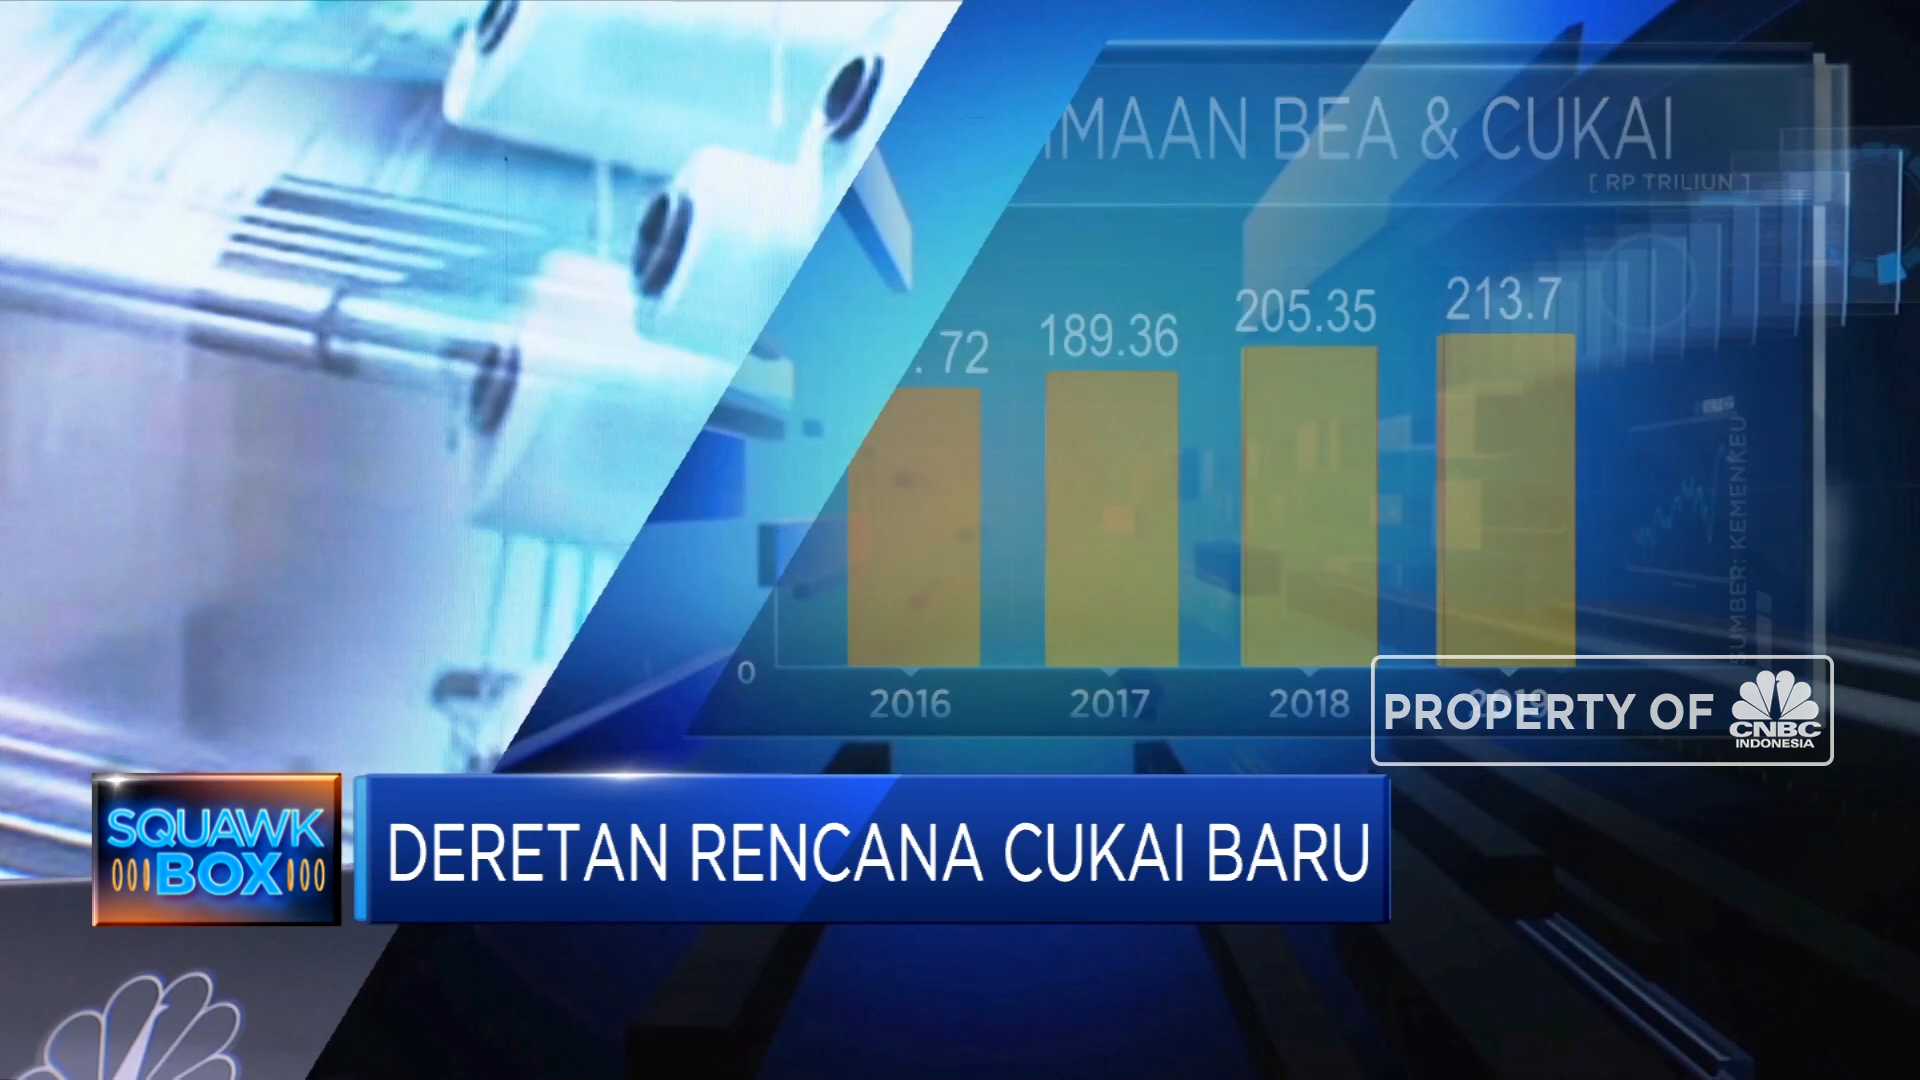 IMAAN BEA & CUKAI
[ RP TRILIUN ]
.72
189.36
205.35
213.7
SUMBER: KEMENKEU
0
2016
2017
2018
2019
PROPERTY OF
CNBC
INDONESIA
SQUAWK
BOX
DERETAN RENCANA CUKAI BARU